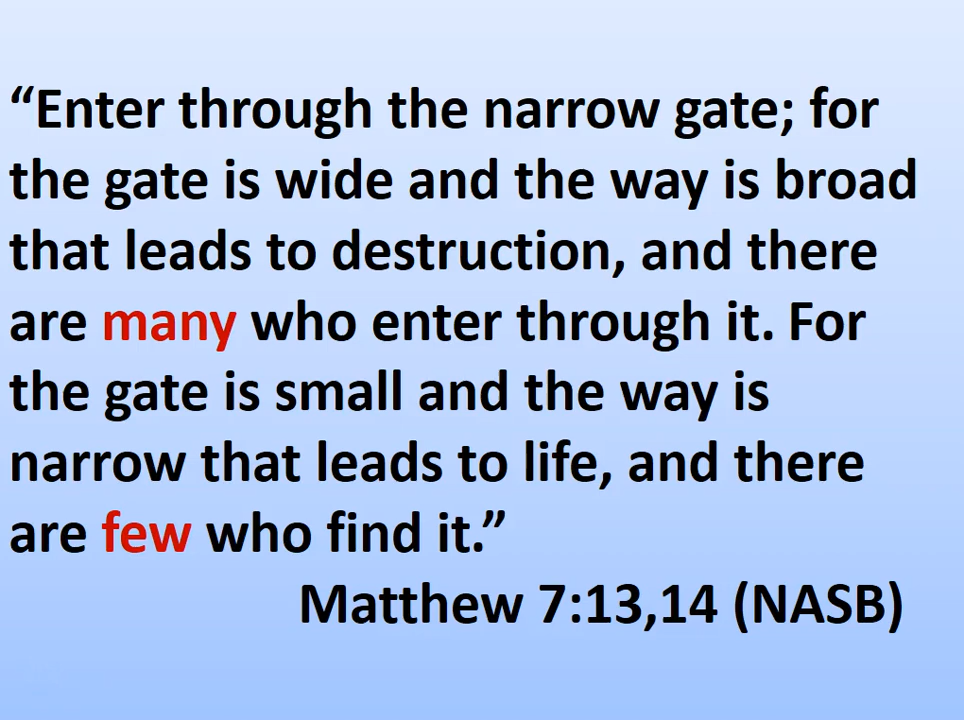 “Enter through the narrow gate; for
the gate is wide and the way is broad
that leads to destruction, and there
are many who enter through it. For
the gate is small and the way is
narrow that leads to life, and there
are few who find it.”
Matthew 7:13,14 (NASB)